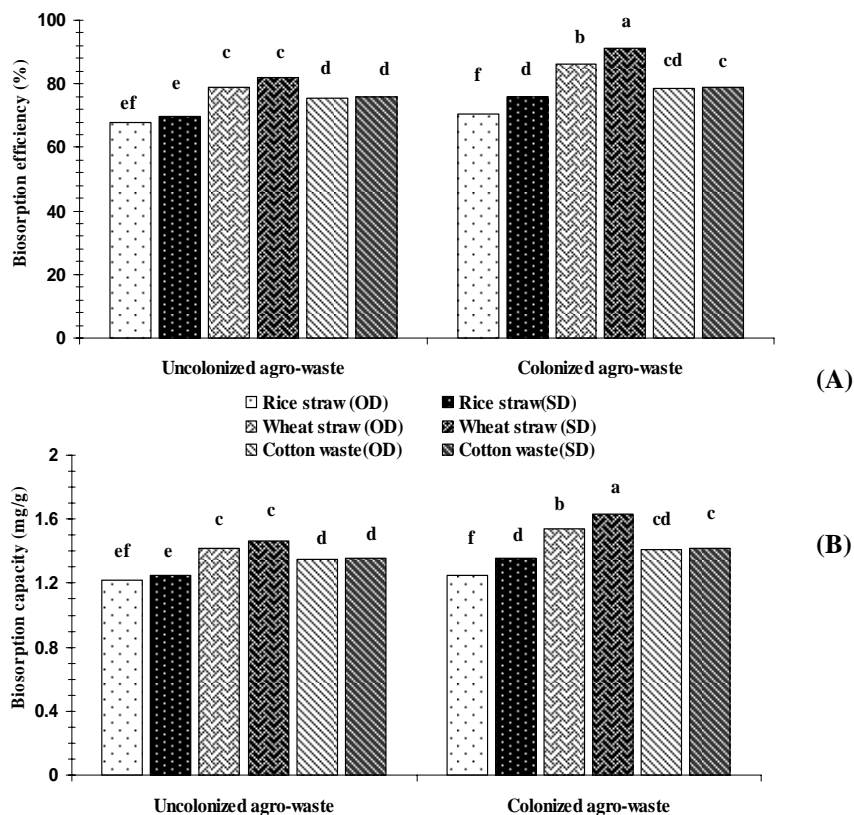 100
80
60
40
20
0
Biosorption efficiency (%)
ef e c c d d f d b a cd c
Uncolonized agro-waste Colonized agro-waste
(A)
Rice straw (OD) Rice straw(SD)
Wheat straw (OD) Wheat straw (SD)
Cotton waste(OD) Cotton waste(SD)
2
1.6
1.2
0.8
0.4
0
Biosorption capacity (mg/g)
ef e c c d d f d b a cd c
(B)
Uncolonized agro-waste Colonized agro-waste